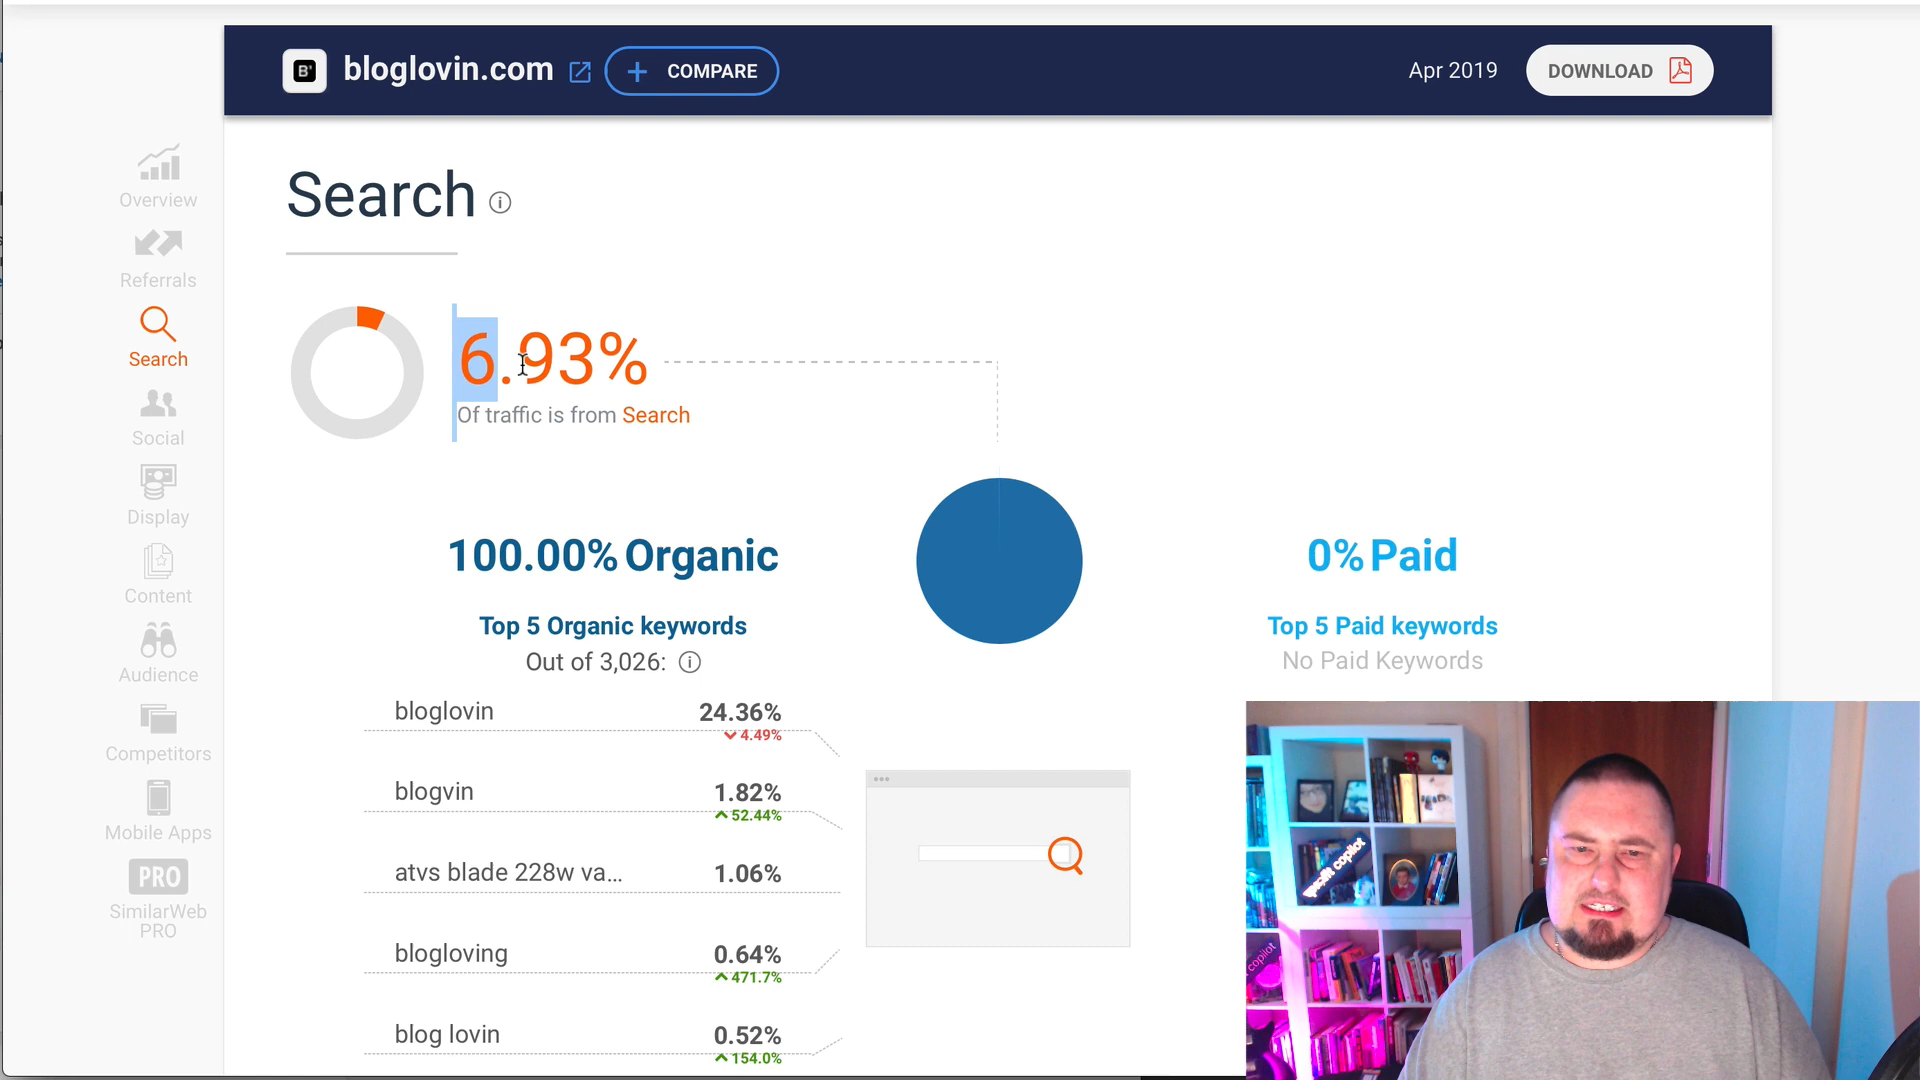 B'
bloglovin.com
+ COMPARE
Apr 2019
DOWNLOAD
Overview
Referrals
Search
Social
Display
Content
Audience
Competitors
Mobile Apps
PRO
SimilarWeb
PRO
Search
6.93%
Of traffic is from Search
100.00% Organic
Top 5 Organic keywords
Out of 3,026:
bloglovin 24.36%
4.49%
blogvin 1.82%
52.44%
atvs blade 228w va... 1.06%
blogloving 0.64%
471.7%
blog lovin 0.52%
154.0%
0% Paid
Top 5 Paid keywords
No Paid Keywords
copilot
copilot